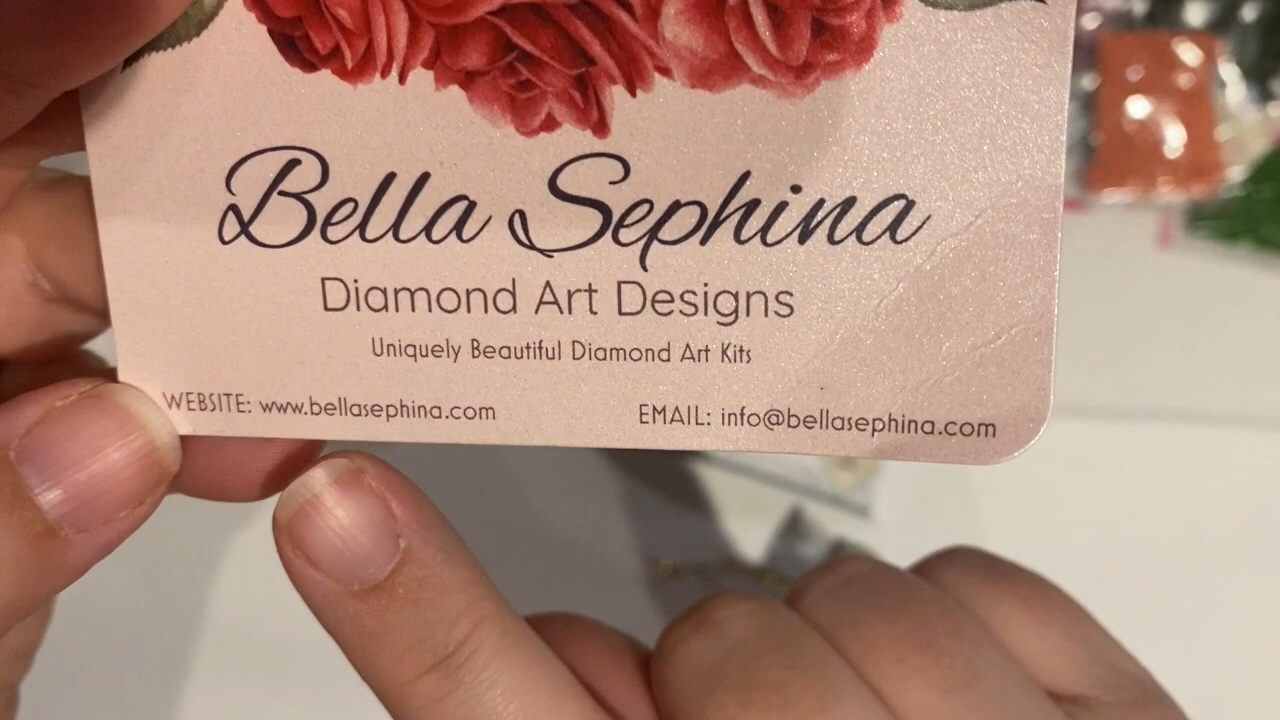 Bella Sephina
Diamond Art Designs
Uniquely Beautiful Diamond Art Kits
WEBSITE: www.bellasephina.com EMAIL: info@bellasephina.com